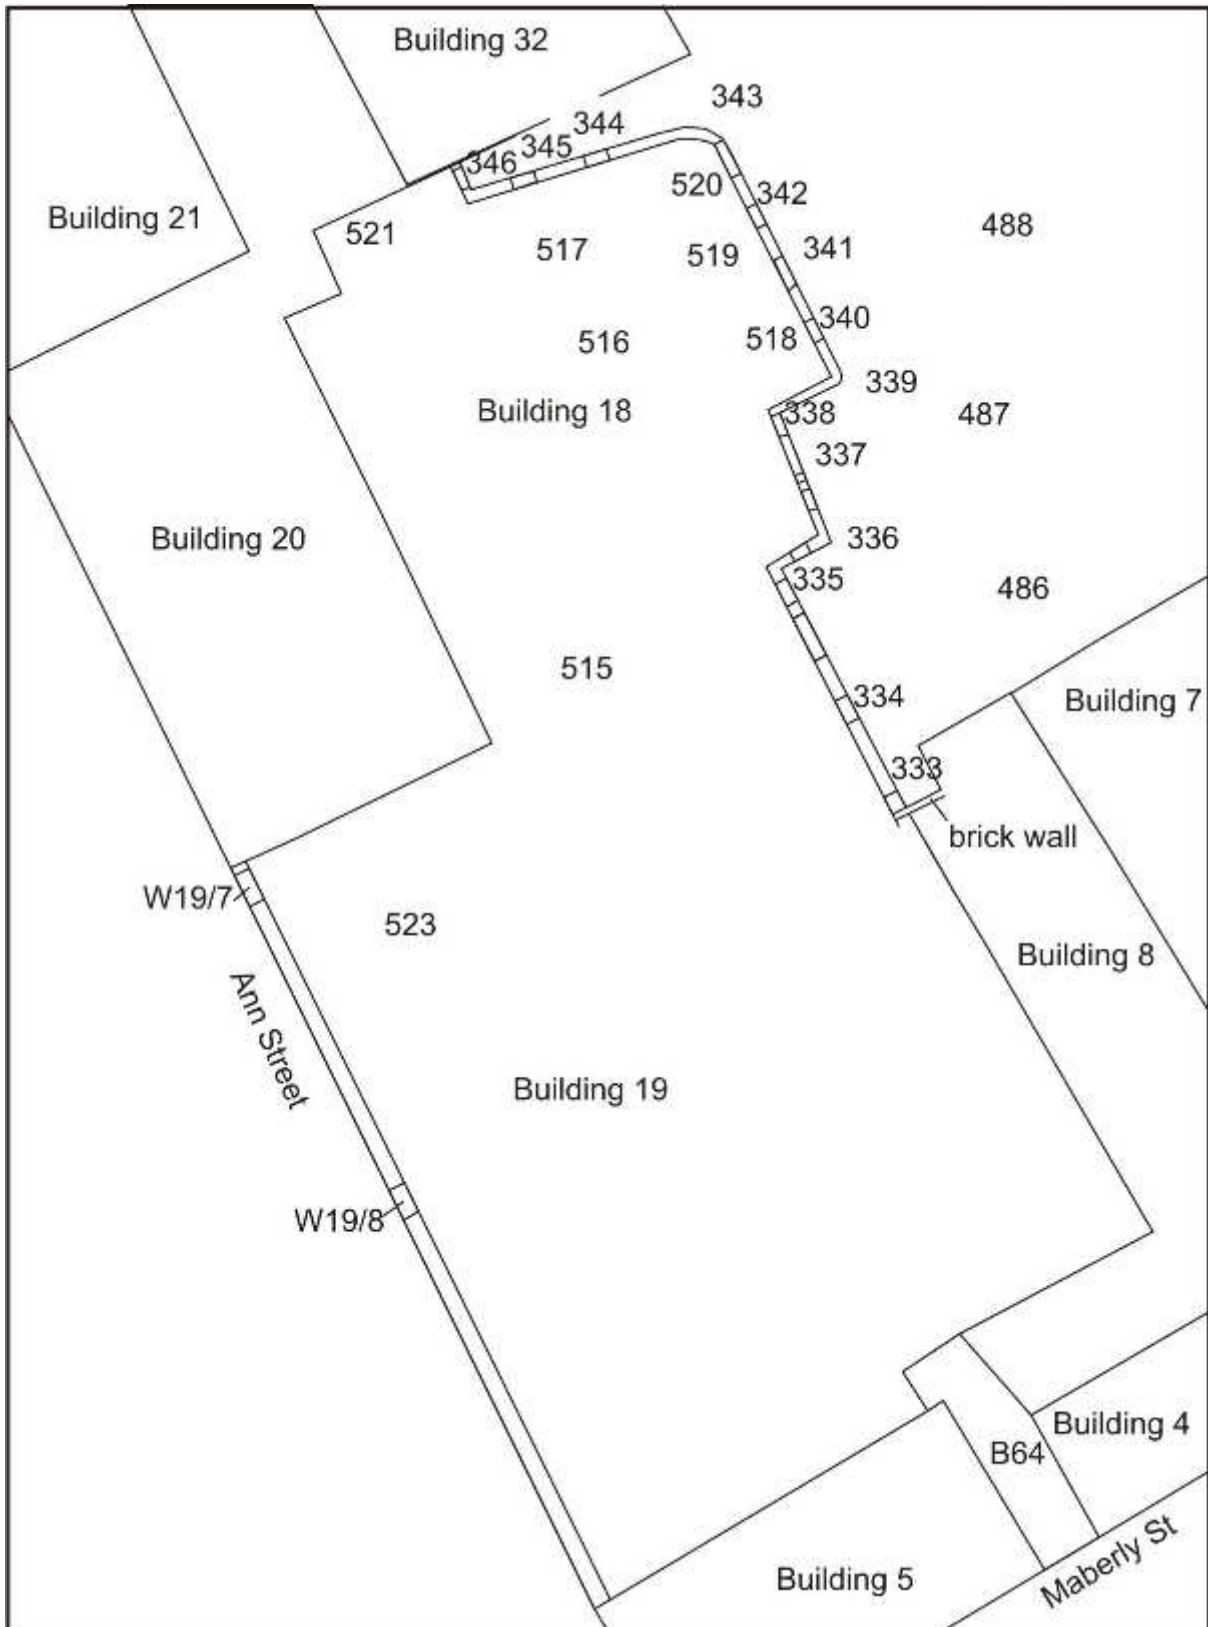 Building 32
343
344
345
346
520
342
Building 21
521
517
519
341
488
516
518
340
339
Building 18
338
487
337
Building 20
336
335
486
515
334
Building 7
333
brick wall
W19/7
523
Building 8
Ann Street
Building 19
W19/8
Building 4
B64
Maberly St
Building 5